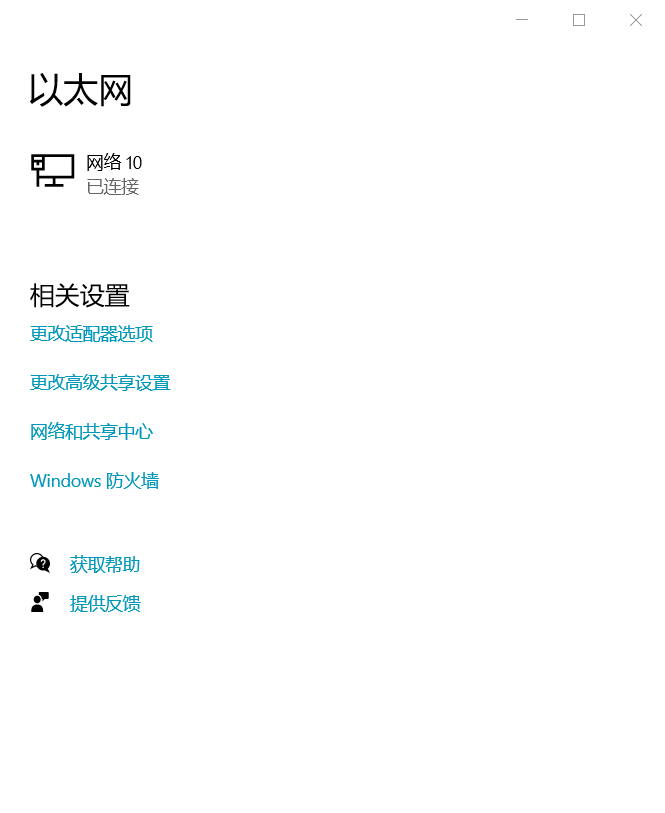 以太网
网络 10
已连接
相关设置
更改适配器选项
更改高级共享设置
网络和共享中心
Windows 防火墙
获取帮助
提供反馈